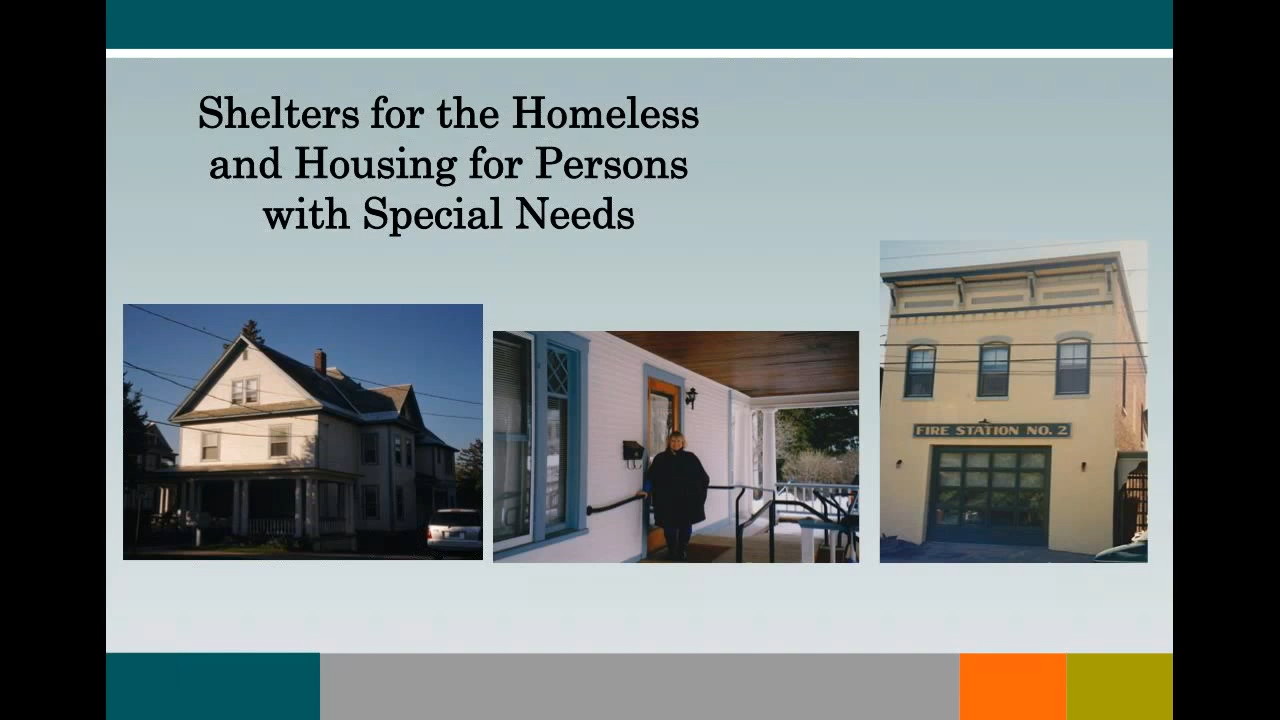 Shelters for the Homeless
and Housing for Persons
with Special Needs
FIRE STATION NO. 2